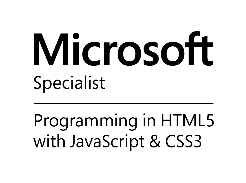 Microsoft
Specialist
Programming in HTML5
with JavaScript & CSS3